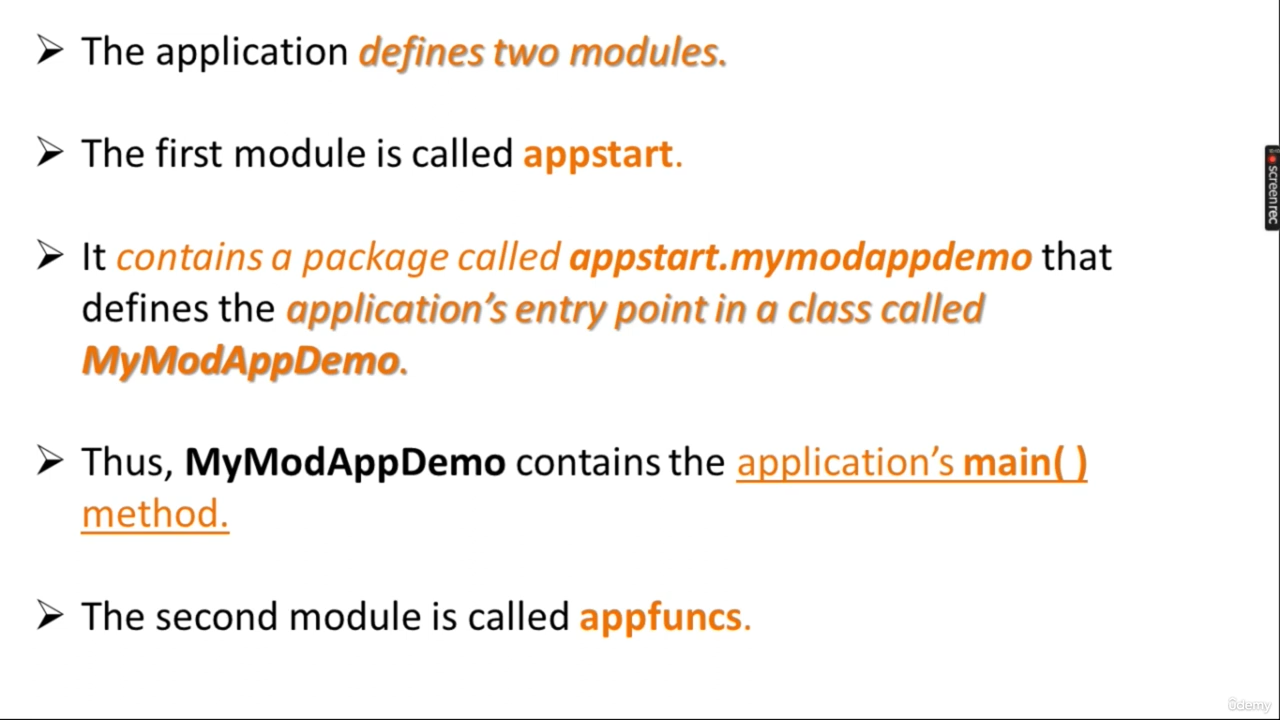 ➢ The application defines two modules.
➢ The first module is called appstart.
➢ It contains a package called appstart.mymodappdemo that
defines the application's entry point in a class called
MyModAppDemo.
➢ Thus, MyModAppDemo contains the application's main( )
method.
➢ The second module is called appfuncs.
screenrec
ûdemy